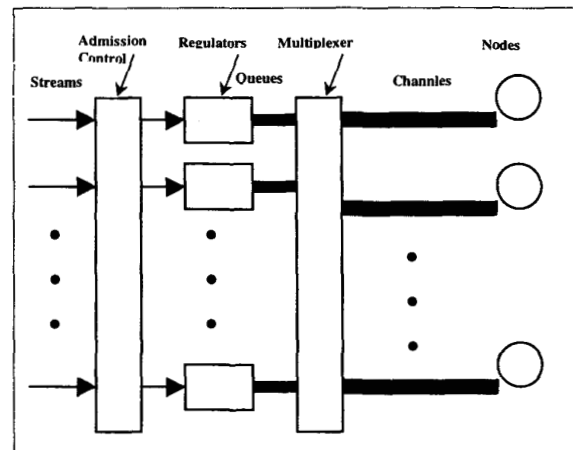 Admission
Control
Regulators
Multiplexer
Nodes
Streams
Queues
Channles